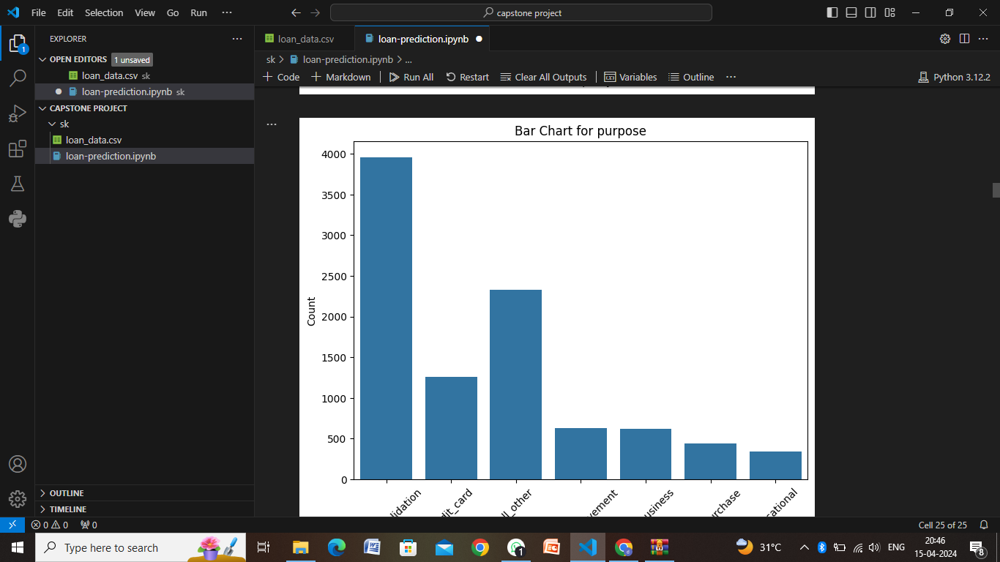 File Edit Selection View Go Run ...
capstone project
EXPLORER
OPEN EDITORS 1 unsaved
loan_data.csv sk
loan-prediction.ipynb sk
CAPSTONE PROJECT
sk
loan_data.csv
loan-prediction.ipynb
OUTLINE
TIMELINE
loan_data.csv
loan-prediction.ipynb
sk > loan-prediction.ipynb > ...
+ Code + Markdown Run All Restart Clear All Outputs Variables Outline ... Python 3.12.2
Bar Chart for purpose
Count
4000
3500
3000
2500
2000
1500
1000
500
0
lidation
dit_card
ll_other
vement
usiness
urchase
cational
0 0 0
Cell 25 of 25
Type here to search
31°C
ENG
20:46
15-04-2024
8